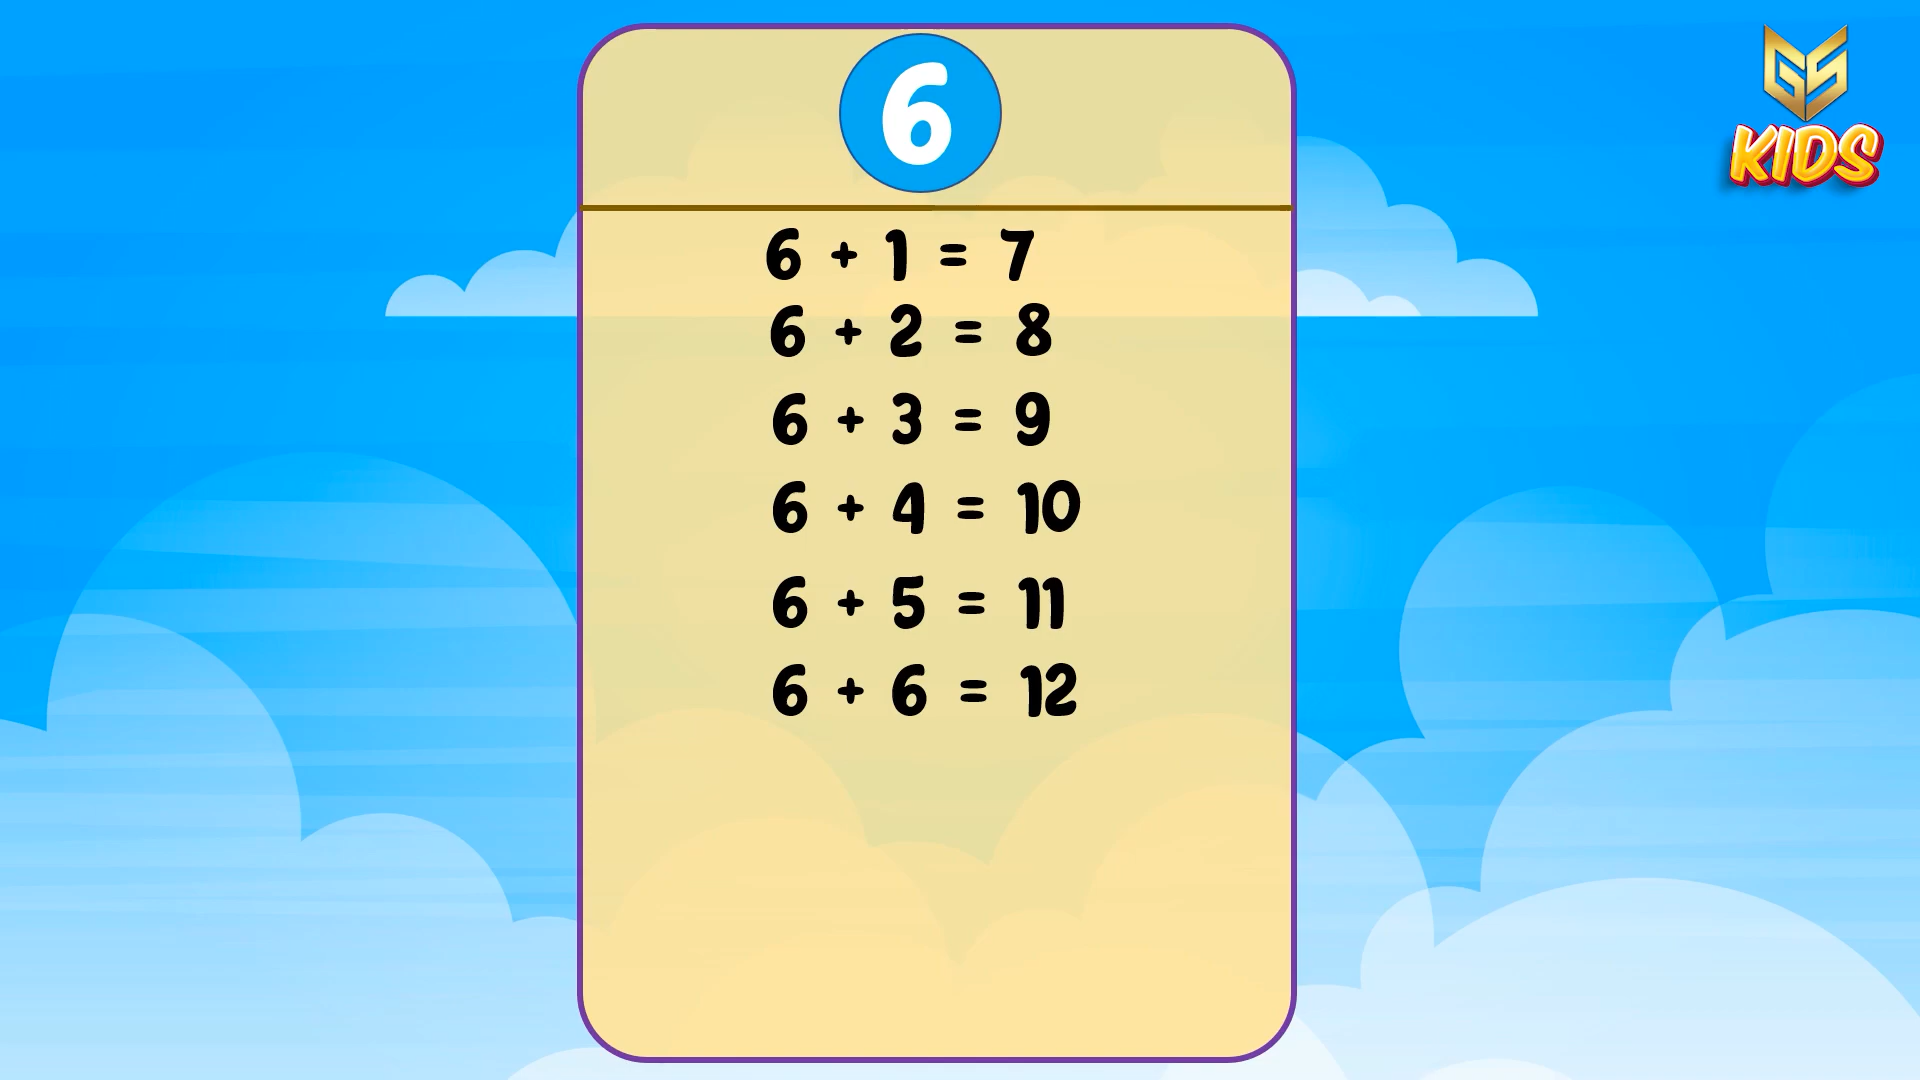 6
GS
KIDS
6 + 1 = 7
6 + 2 = 8
6 + 3 = 9
6 + 4 = 10
6 + 5 = 11
6 + 6 = 12